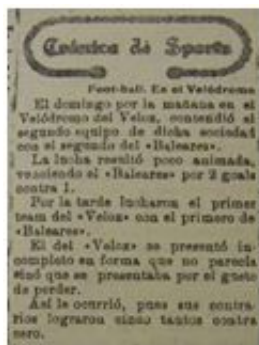 Crónica de Sports
Foot-ball. En el Velódromo
El domingo por la mañana en el
Velódromo del Veloz, contendió el
segundo equipo de dicha sociedad
con el segundo del «Baleares».
La lucha resultó poco animada,
venciendo el «Baleares» por 2 goals
contra 1.
Por la tarde lucharon el primer
team del «Veloz» con el primero de
«Baleares».
El del «Veloz» se presentó in-
completo en forma que no parecía
sinó que se presentaba por el gusto
de perder.
Así le ocurrió, pues sus contra-
rios lograron cinco tantos contra
cero.